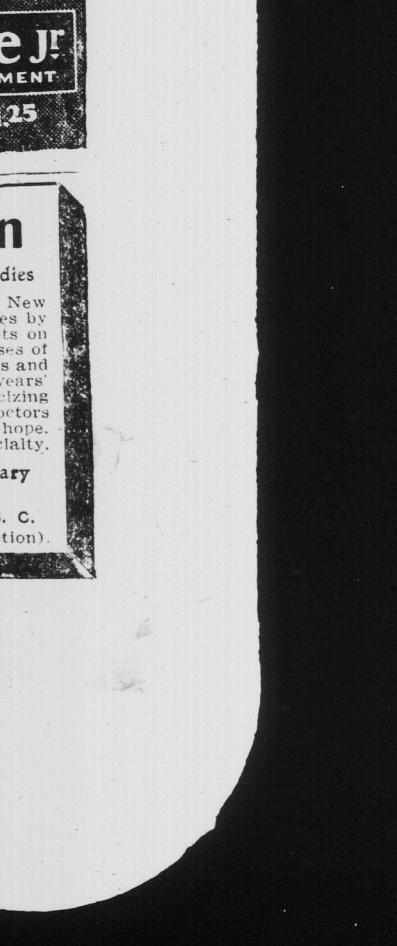 e Jr
MENT
.25
n
dies
New
es by
ts on
ses of
s and
years'
cizing
octors
hope.
cialty.
ary
. C.
tion).